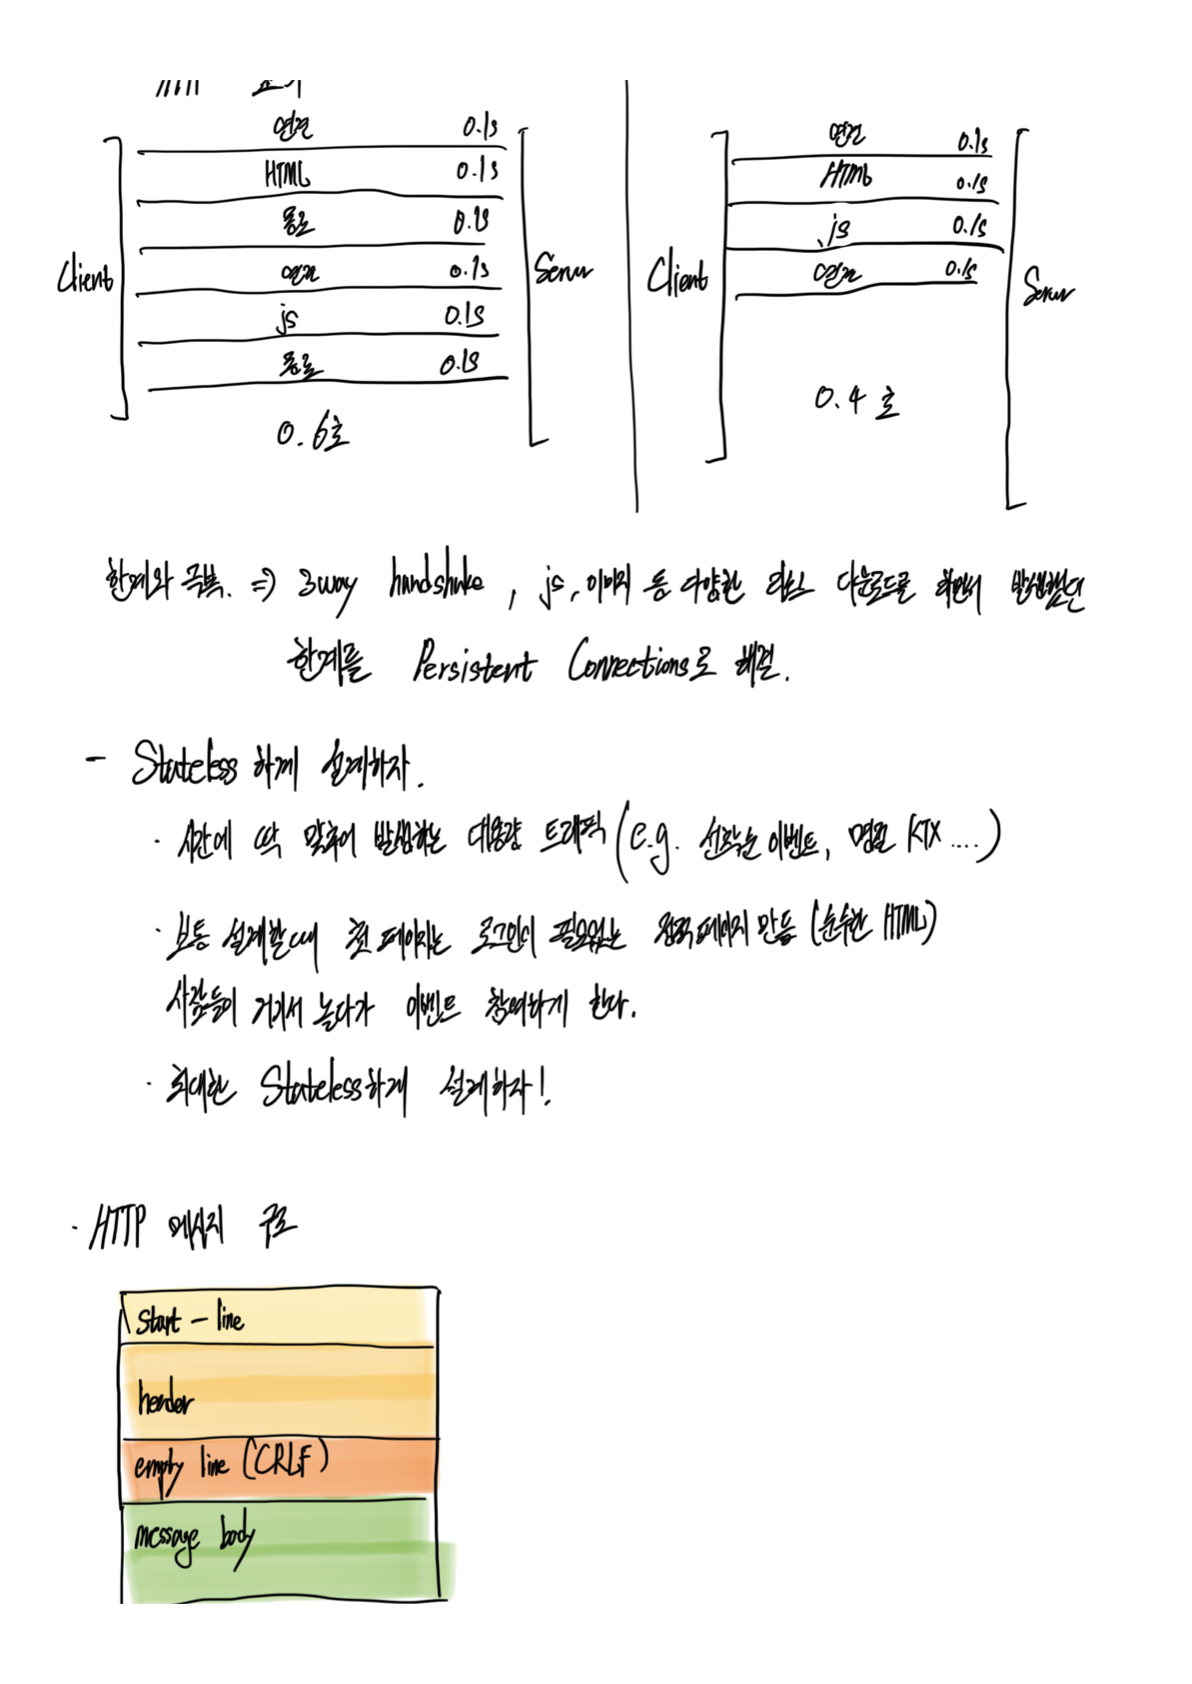 연결 0.1s
HTML 0.1s
종료 0.1s
연결 0.1s
js 0.1s
종료 0.1s
Client
Server
0.6초
연결 0.1s
HTML 0.1s
js 0.1s
연결 0.1s
Client
Server
0.4 초
한계와 극복. => 3way handshake, js, 이미지 등 다양한 리소스 다운로드를 하면서 발생했던
한계를 Persistent Connections로 해결.
- Stateless 하게 설계하자.
· 시간에 딱 맞추어 발생하는 대용량 트래픽 (e.g. 선착순 이벤트, 명절 KTX ....)
· 보통 설계할때 첫 페이지는 로그인이 필요없는 정적페이지 만듬 (순수한 HTML)
사람들이 거기서 놀다가 이벤트 참여하게 한다.
· 최대한 Stateless하게 설계하자!
· HTTP 메시지 구조
start - line
header
empty line (CRLF)
message body